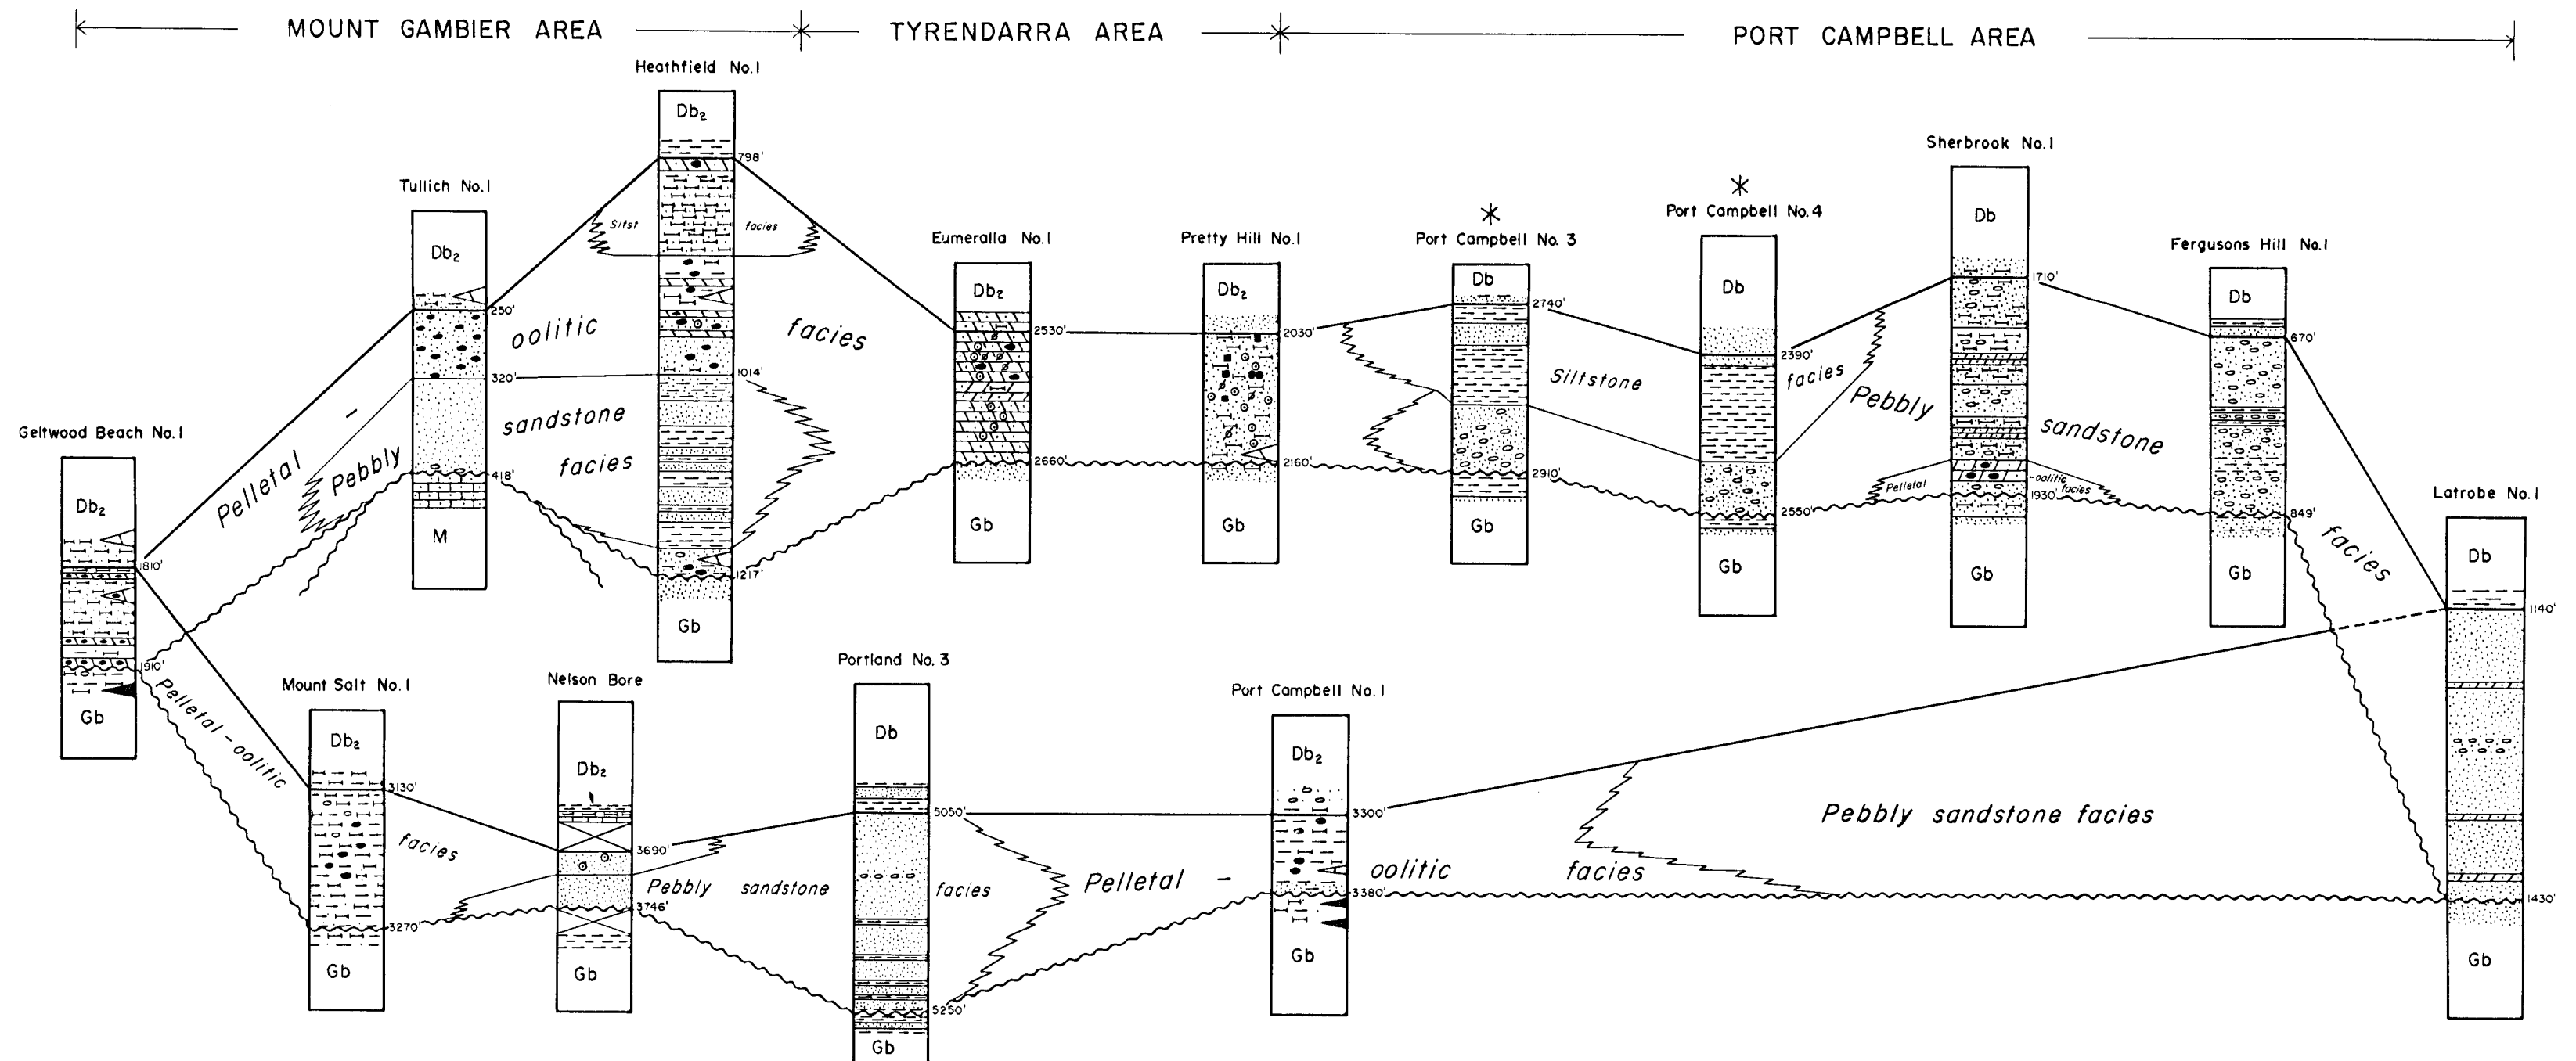 MOUNT GAMBIER AREA
TYRENDARRA AREA
PORT CAMPBELL AREA
Heathfield No.1
Db2
798'
Siltst
facies
1014'
1217'
Gb
Tullich No.1
Db2
250'
320'
418'
M
oolitic
facies
sandstone
facies
Pelletal -
Pebbly
Geltwood Beach No.1
Db2
1810'
1910'
Gb
Eumeralla No.1
Db2
2530'
2660'
Gb
Pretty Hill No.1
Db2
2030'
2160'
Gb
*
Port Campbell No. 3
Db
2740'
2910'
Gb
Siltstone
facies
*
Port Campbell No. 4
Db
2390'
2550'
Gb
Sherbrook No.1
Db
1710'
1930'
Gb
Pebbly
sandstone
facies
Pelletal
-oolitic
facies
Fergusons Hill No.1
Db
670'
849'
Gb
Latrobe No.1
Db
1140'
1430'
Gb
Pelletal - oolitic
facies
Mount Salt No.1
Db2
3130'
3270'
Gb
Nelson Bore
Db2
3690'
3746'
Gb
Pebbly sandstone
facies
Portland No. 3
Db
5050'
5250'
Gb
Pelletal -
oolitic
facies
Port Campbell No.1
Db2
3300'
3380'
Gb
Pebbly sandstone facies